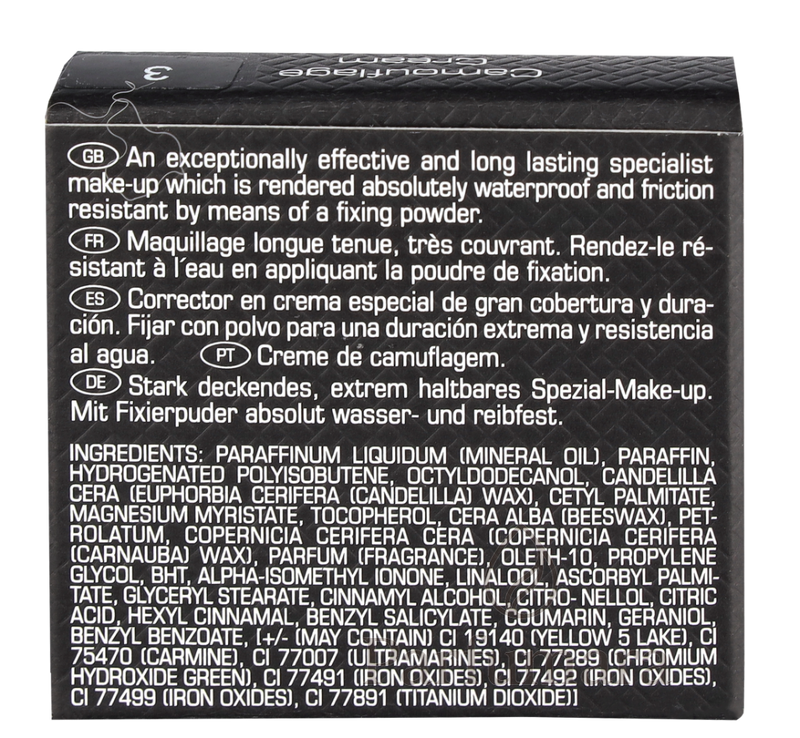 3
Camouflage
Cream
GB An exceptionally effective and long lasting specialist
make-up which is rendered absolutely waterproof and friction
resistant by means of a fixing powder.
FR Maquillage longue tenue, très couvrant. Rendez-le ré-
sistant à l´eau en appliquant la poudre de fixation.
ES Corrector en crema especial de gran cobertura y dura-
ción. Fijar con polvo para una duración extrema y resistencia
al agua. PT Creme de camuflagem.
DE Stark deckendes, extrem haltbares Spezial-Make-up.
Mit Fixierpuder absolut wasser- und reibfest.
INGREDIENTS: PARAFFINUM LIQUIDUM (MINERAL OIL), PARAFFIN,
HYDROGENATED POLYISOBUTENE, OCTYLDODECANOL, CANDELILLA
CERA (EUPHORBIA CERIFERA (CANDELILLA) WAX), CETYL PALMITATE,
MAGNESIUM MYRISTATE, TOCOPHEROL, CERA ALBA (BEESWAX), PET-
ROLATUM, COPERNICIA CERIFERA CERA (COPERNICIA CERIFERA
(CARNAUBA) WAX), PARFUM (FRAGRANCE), OLETH-10, PROPYLENE
GLYCOL, BHT, ALPHA-ISOMETHYL IONONE, LINALOOL, ASCORBYL PALMI-
TATE, GLYCERYL STEARATE, CINNAMYL ALCOHOL, CITRO- NELLOL, CITRIC
ACID, HEXYL CINNAMAL, BENZYL SALICYLATE, COUMARIN, GERANIOL,
BENZYL BENZOATE, [+/- (MAY CONTAIN) CI 19140 (YELLOW 5 LAKE), CI
75470 (CARMINE), CI 77007 (ULTRAMARINES), CI 77289 (CHROMIUM
HYDROXIDE GREEN), CI 77491 (IRON OXIDES), CI 77492 (IRON OXIDES),
CI 77499 (IRON OXIDES), CI 77891 (TITANIUM DIOXIDE)]